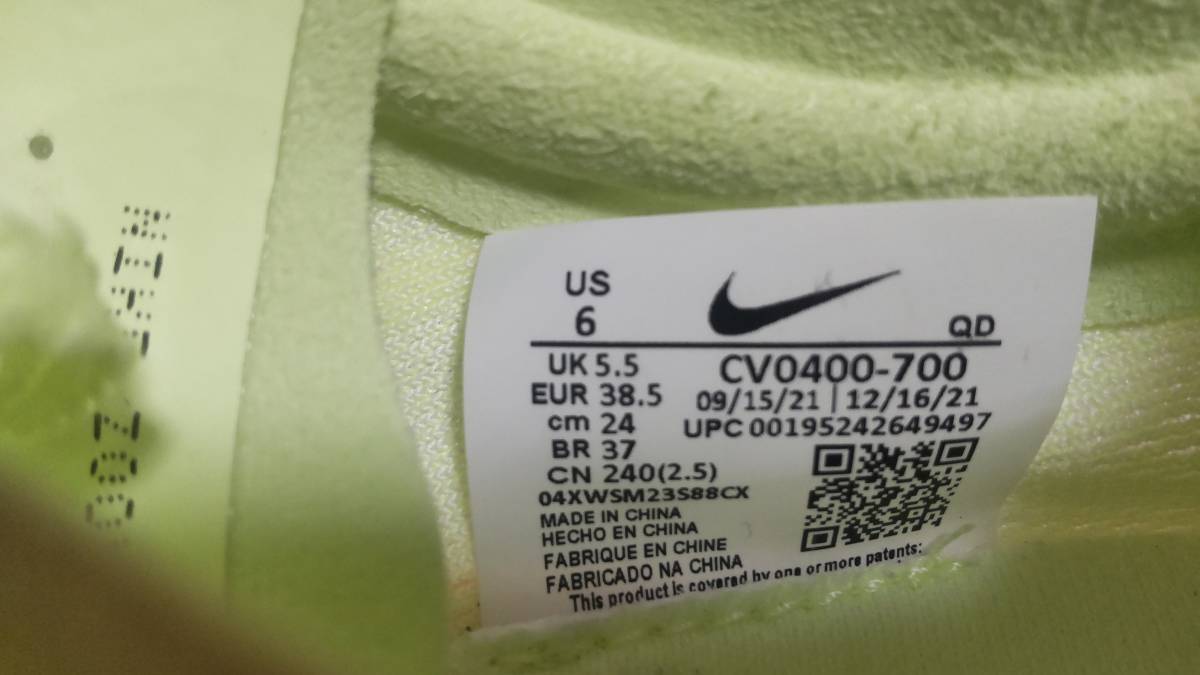 US
6
QD
UK 5.5
CV0400-700
EUR 38.5
09/15/21 | 12/16/21
cm 24
UPC 00195242649497
BR 37
CN 240(2.5)
04XWSM23S88CX
MADE IN CHINA
HECHO EN CHINA
FABRIQUE EN CHINE
FABRICADO NA CHINA
This product is covered by one or more patents: